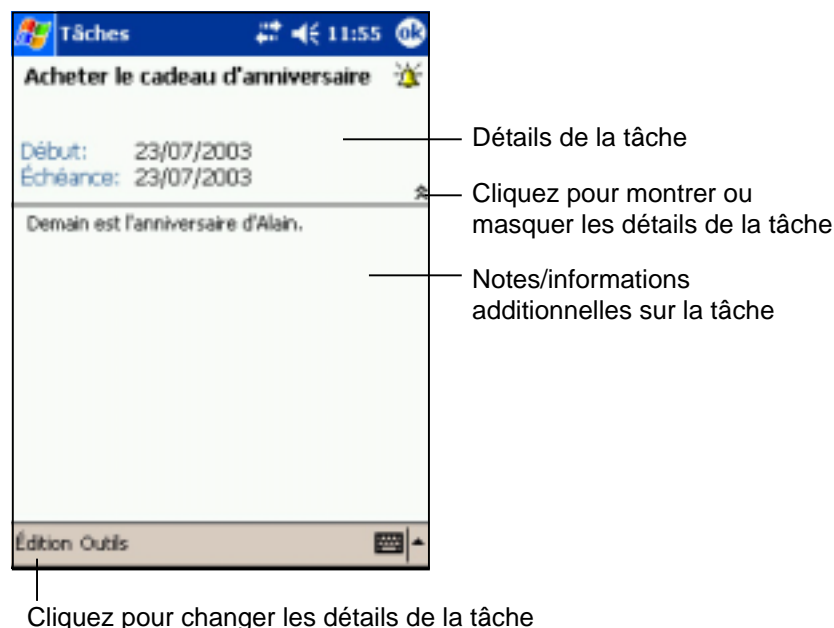 Tâches 11:55 ok
Acheter le cadeau d'anniversaire
Détails de la tâche
Début: 23/07/2003
Échéance: 23/07/2003
Cliquez pour montrer ou
masquer les détails de la tâche
Demain est l'anniversaire d'Alain.
Notes/informations
additionnelles sur la tâche
Édition Outils
Cliquez pour changer les détails de la tâche